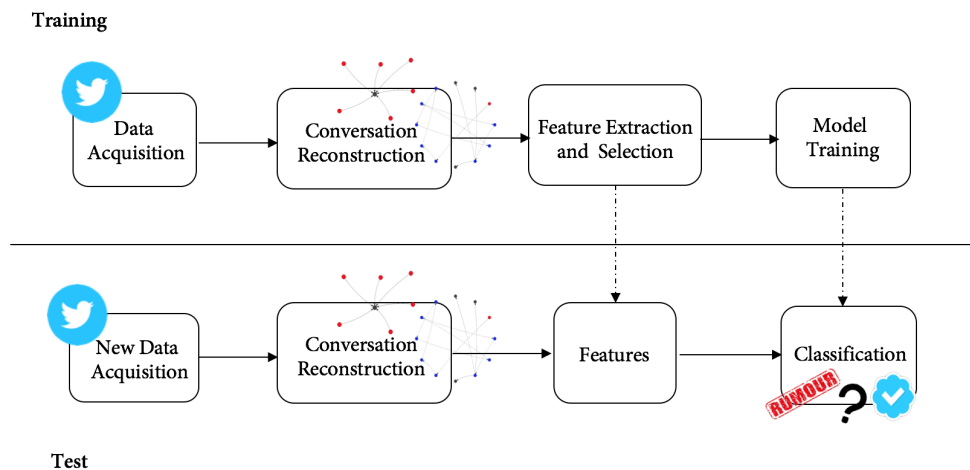 Training
Data
Acquisition
Conversation
Reconstruction
Feature Extraction
and Selection
Model
Training
New Data
Acquisition
Conversation
Reconstruction
Features
Classification
RUMOUR
?
Test